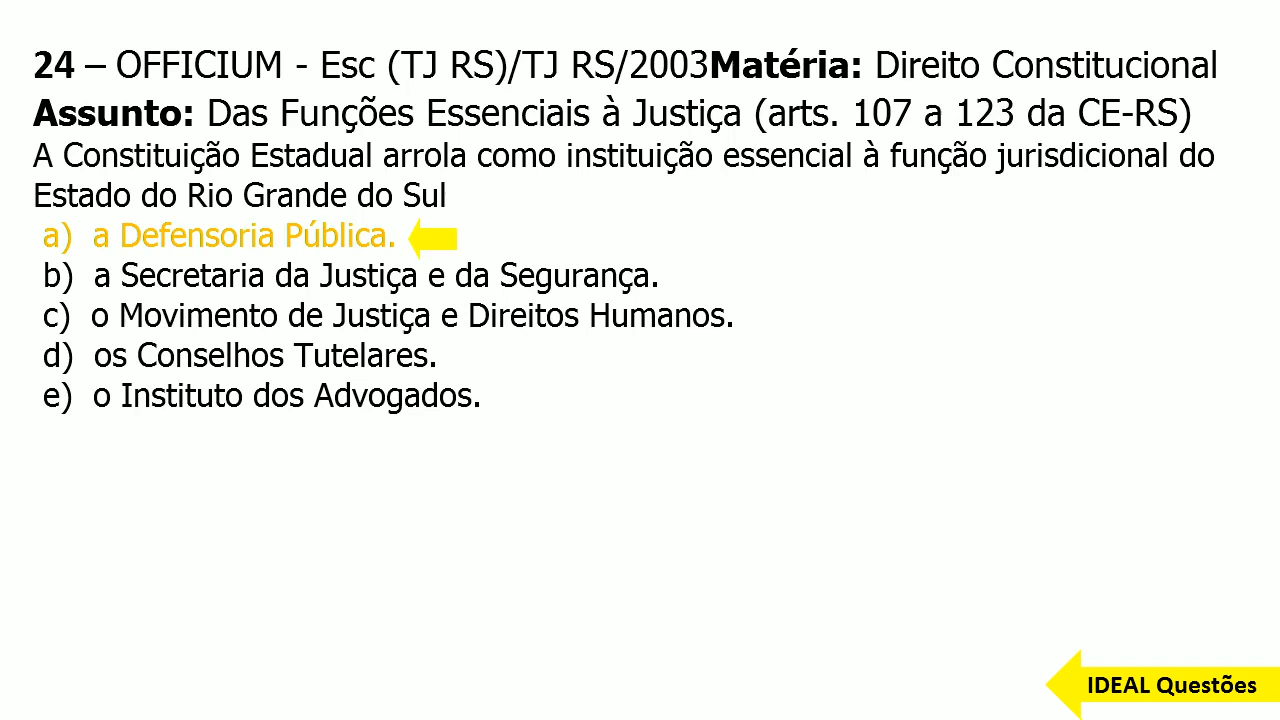 24 – OFFICIUM - Esc (TJ RS)/TJ RS/2003Matéria: Direito Constitucional
Assunto: Das Funções Essenciais à Justiça (arts. 107 a 123 da CE-RS)
A Constituição Estadual arrola como instituição essencial à função jurisdicional do
Estado do Rio Grande do Sul
a) a Defensoria Pública.
b) a Secretaria da Justiça e da Segurança.
c) o Movimento de Justiça e Direitos Humanos.
d) os Conselhos Tutelares.
e) o Instituto dos Advogados.
IDEAL Questões